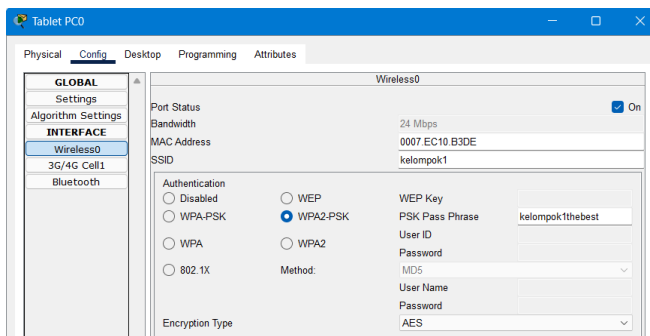 Tablet PC0
Physical Config Desktop Programming Attributes
GLOBAL
Settings
Algorithm Settings
INTERFACE
Wireless0
3G/4G Cell1
Bluetooth
Wireless0
Port Status On
Bandwidth 24 Mbps
MAC Address 0007.EC10.B3DE
SSID kelompok1
Authentication
Disabled WEP WEP Key
WPA-PSK WPA2-PSK PSK Pass Phrase kelompok1thebest
User ID
WPA WPA2
Password
802.1X Method: MD5
User Name
Password
Encryption Type AES